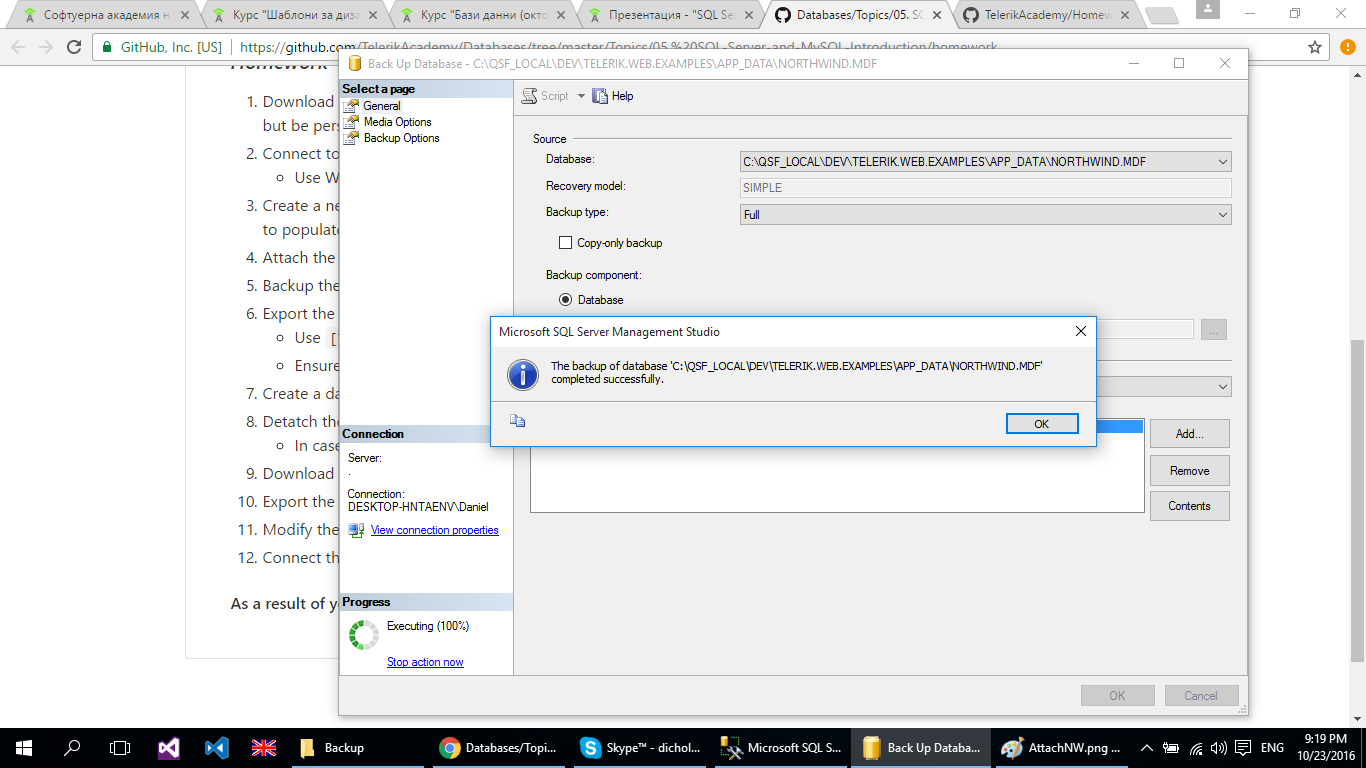 Софтуерна академия на
Курс "Шаблони за диза
Курс "Бази данни (окто
Презентация - "SQL Se
Databases/Topics/05. SC
TelerikAcademy/Homew
GitHub, Inc. [US]
https://github.com/TelerikAcademy/Databases/tree/master/Topics/05.%20SQL-Server-and-MySQL-Introduction/homework
Homework
1. Download
but be pers
2. Connect to
Use W
3. Create a ne
to populate
4. Attach the
5. Backup the
6. Export the
Use
Ensure
7. Create a da
8. Detatch the
In case
9. Download
10. Export the
11. Modify the
12. Connect th
As a result of y
Back Up Database - C:\QSF_LOCAL\DEV\TELERIK.WEB.EXAMPLES\APP_DATA\NORTHWIND.MDF
Select a page
General
Media Options
Backup Options
Script
Help
Source
Database:
C:\QSF_LOCAL\DEV\TELERIK.WEB.EXAMPLES\APP_DATA\NORTHWIND.MDF
Recovery model:
SIMPLE
Backup type:
Full
Copy-only backup
Backup component:
Database
...
Microsoft SQL Server Management Studio
The backup of database 'C:\QSF_LOCAL\DEV\TELERIK.WEB.EXAMPLES\APP_DATA\NORTHWIND.MDF'
completed successfully.
OK
Add...
Remove
Contents
Connection
Server:
.
Connection:
DESKTOP-HNTAENV\Daniel
View connection properties
Progress
Executing (100%)
Stop action now
OK
Cancel
Backup
Databases/Topi...
Skype™ - dichol...
Microsoft SQL S...
Back Up Databa...
AttachNW.png ...
ENG
9:19 PM
10/23/2016